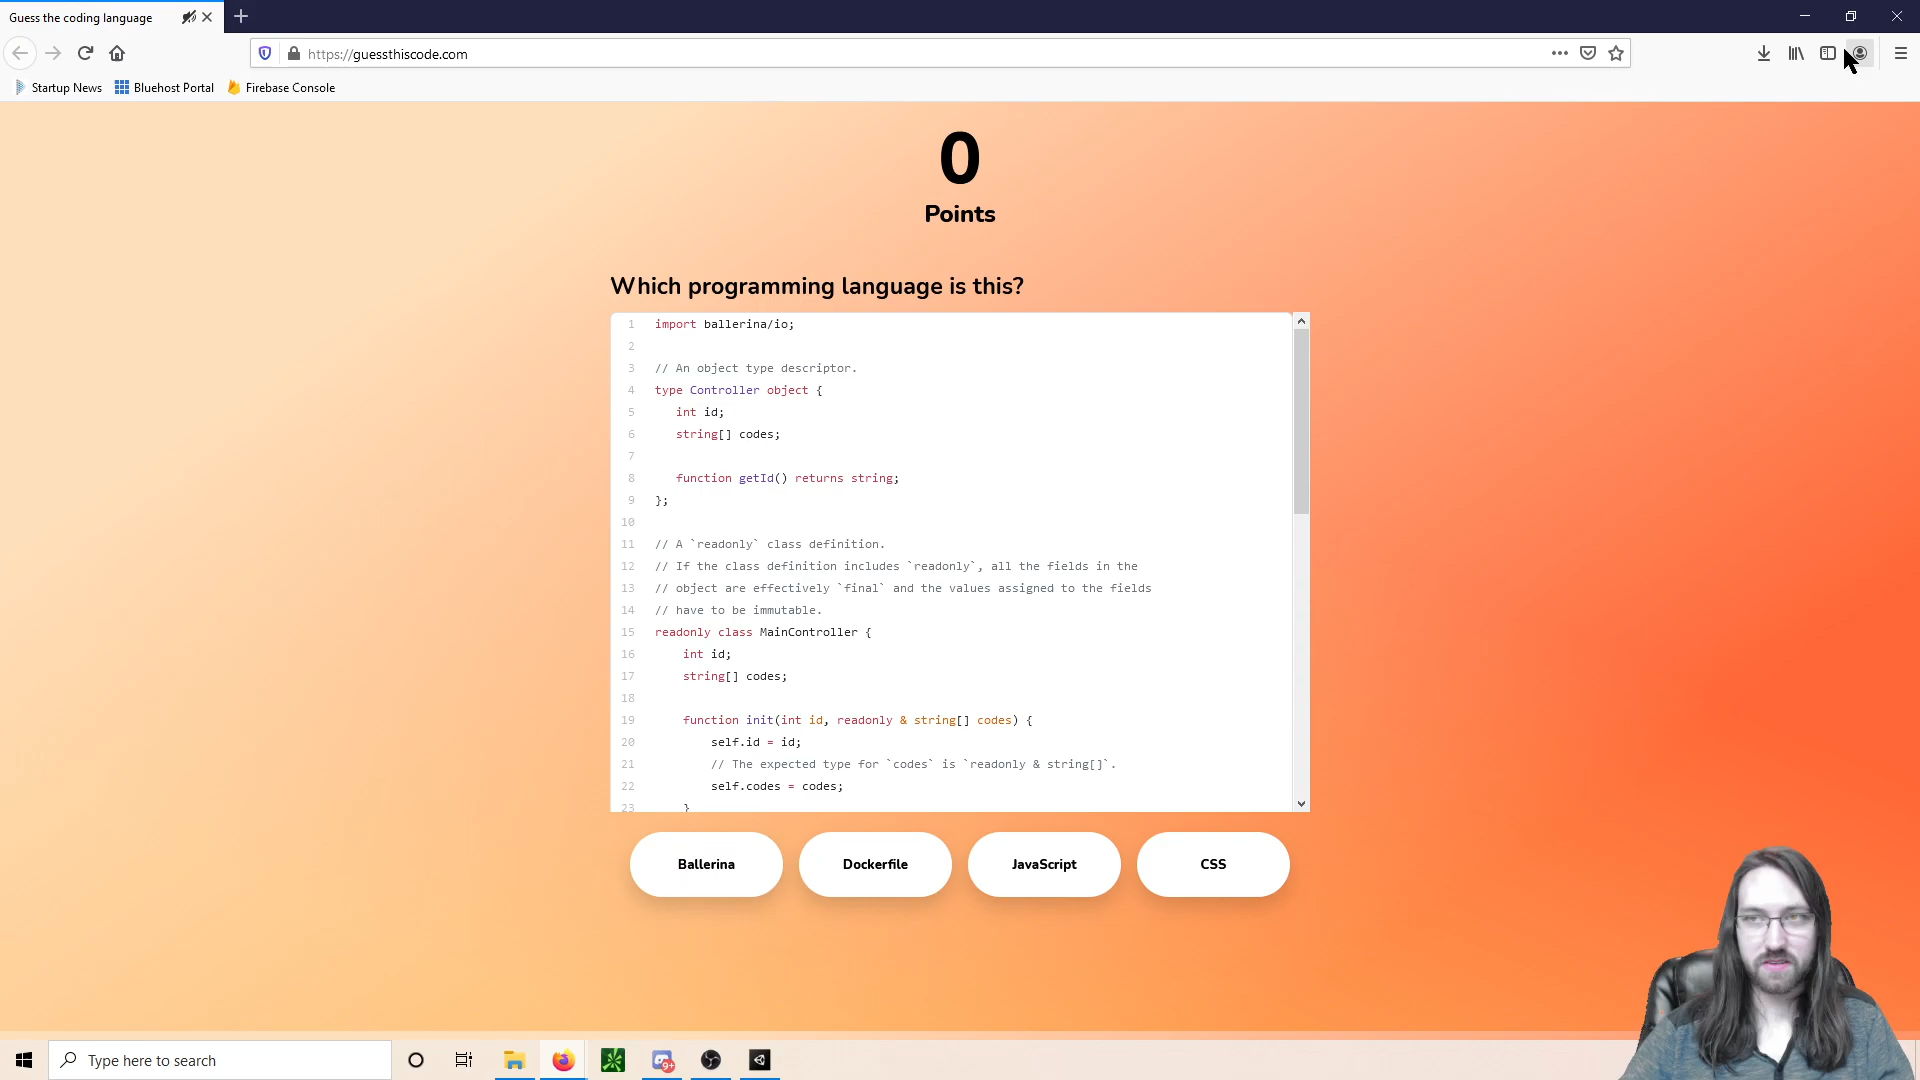 Guess the coding language
https://guessthiscode.com
Startup News
Bluehost Portal
Firebase Console
0
Points
Which programming language is this?
1 import ballerina/io;
2
3 // An object type descriptor.
4 type Controller object {
5 int id;
6 string[] codes;
7
8 function getId() returns string;
9 };
10
11 // A `readonly` class definition.
12 // If the class definition includes `readonly`, all the fields in the
13 // object are effectively `final` and the values assigned to the fields
14 // have to be immutable.
15 readonly class MainController {
16 int id;
17 string[] codes;
18
19 function init(int id, readonly & string[] codes) {
20 self.id = id;
21 // The expected type for `codes` is `readonly & string[]`.
22 self.codes = codes;
23 }
Ballerina
Dockerfile
JavaScript
CSS
Type here to search
9+